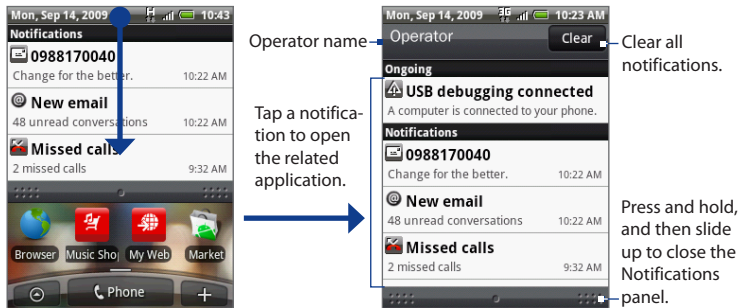 Mon, Sep 14, 2009 H 10:43
Notifications
0988170040
Change for the better. 10:22 AM
New email
48 unread conversations 10:22 AM
Missed calls
2 missed calls 9:32 AM
Browser Music Sho My Web Market
Phone
Operator name
Tap a notifica-
tion to open
the related
application.
Mon, Sep 14, 2009 3G 10:23 AM
Operator Clear
Ongoing
USB debugging connected
A computer is connected to your phone.
Notifications
0988170040
Change for the better. 10:22 AM
New email
48 unread conversations 10:22 AM
Missed calls
2 missed calls 9:32 AM
Clear all
notifications.
Press and hold,
and then slide
up to close the
Notifications
panel.